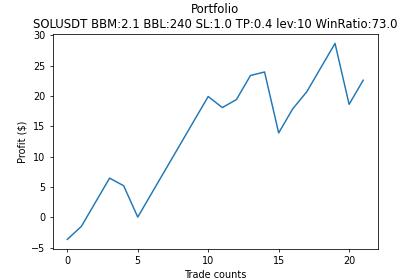 Portfolio
SOLUSDT BBM:2.1 BBL:240 SL:1.0 TP:0.4 lev:10 WinRatio:73.0
30
25
20
15
10
5
0
−5
Profit ($)
0 5 10 15 20
Trade counts